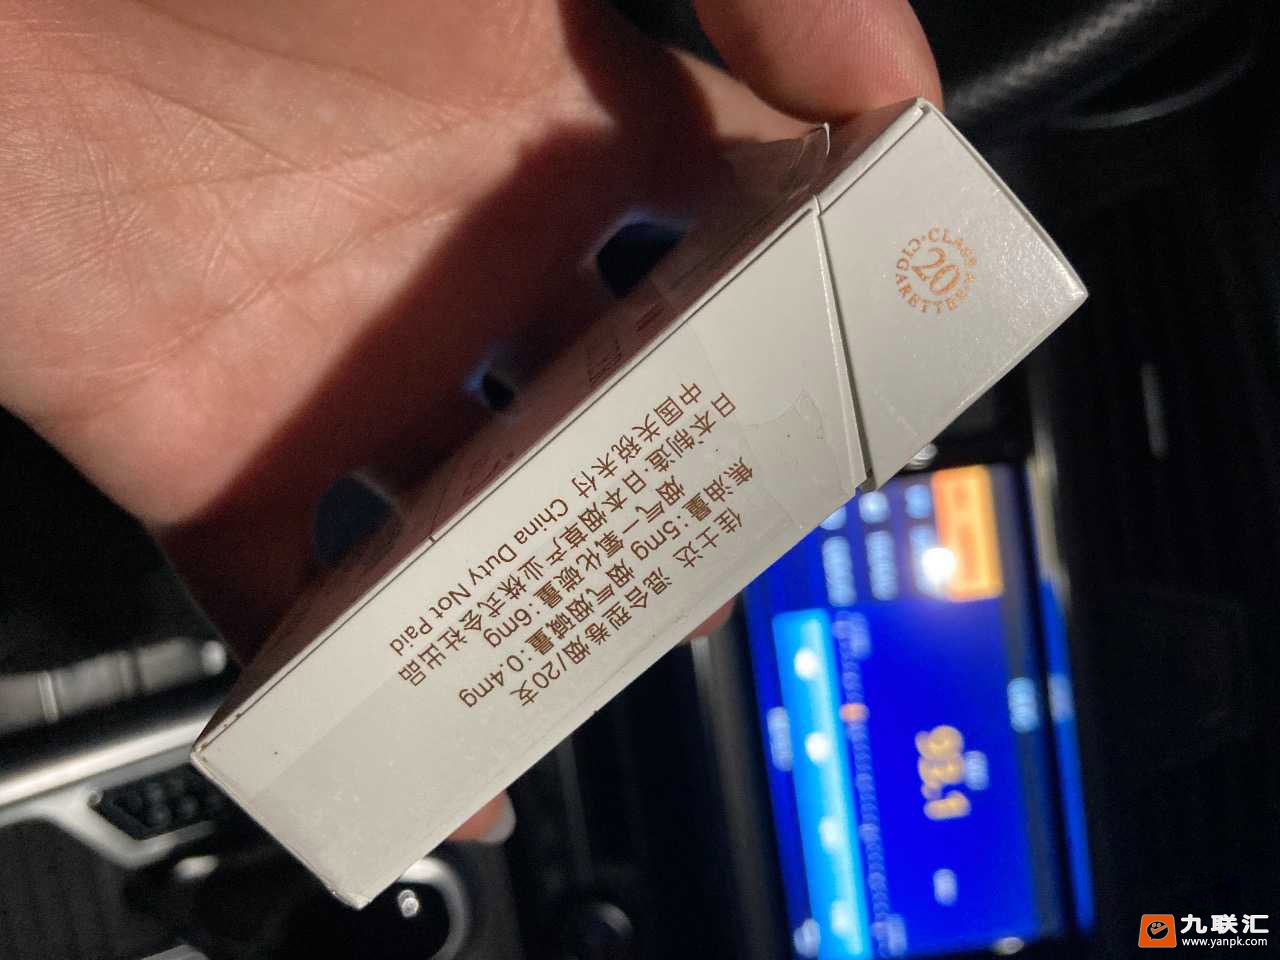 20
CLASS A CIGARETTES
佳士达 混合型卷烟/20支
焦油量:5mg 烟气烟碱量:0.4mg
烟气一氧化碳量:6mg
日本制造·日本烟草产业株式会社出品
中国关税未付 China Duty Not Paid
93.1
九联汇
www.yanpk.com